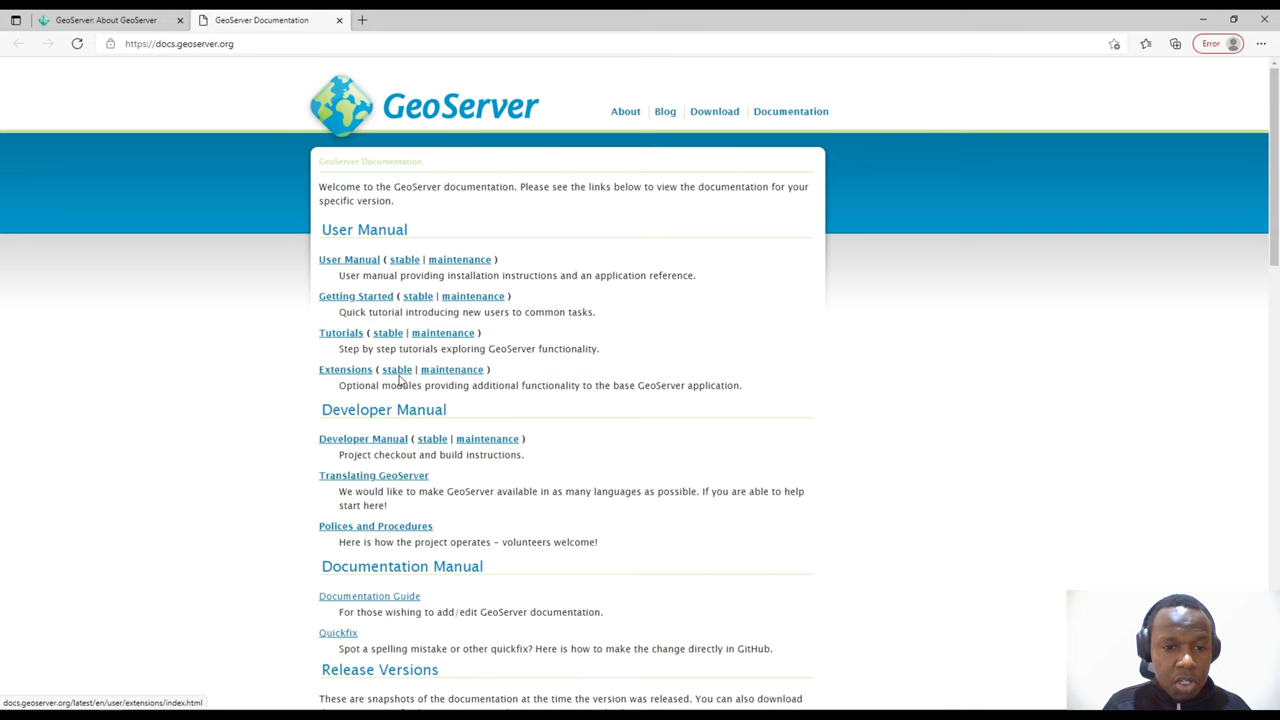 GeoServer: About GeoServer
GeoServer Documentation
https://docs.geoserver.org
Error
GeoServer
About
Blog
Download
Documentation
GeoServer Documentation
Welcome to the GeoServer documentation. Please see the links below to view the documentation for your
specific version.
User Manual
User Manual ( stable | maintenance )
User manual providing installation instructions and an application reference.
Getting Started ( stable | maintenance )
Quick tutorial introducing new users to common tasks.
Tutorials ( stable | maintenance )
Step by step tutorials exploring GeoServer functionality.
Extensions ( stable | maintenance )
Optional modules providing additional functionality to the base GeoServer application.
Developer Manual
Developer Manual ( stable | maintenance )
Project checkout and build instructions.
Translating GeoServer
We would like to make GeoServer available in as many languages as possible. If you are able to help
start here!
Polices and Procedures
Here is how the project operates – volunteers welcome!
Documentation Manual
Documentation Guide
For those wishing to add/edit GeoServer documentation.
Quickfix
Spot a spelling mistake or other quickfix? Here is how to make the change directly in GitHub.
Release Versions
These are snapshots of the documentation at the time the version was released. You can also download
docs.geoserver.org/latest/en/user/extensions/index.html